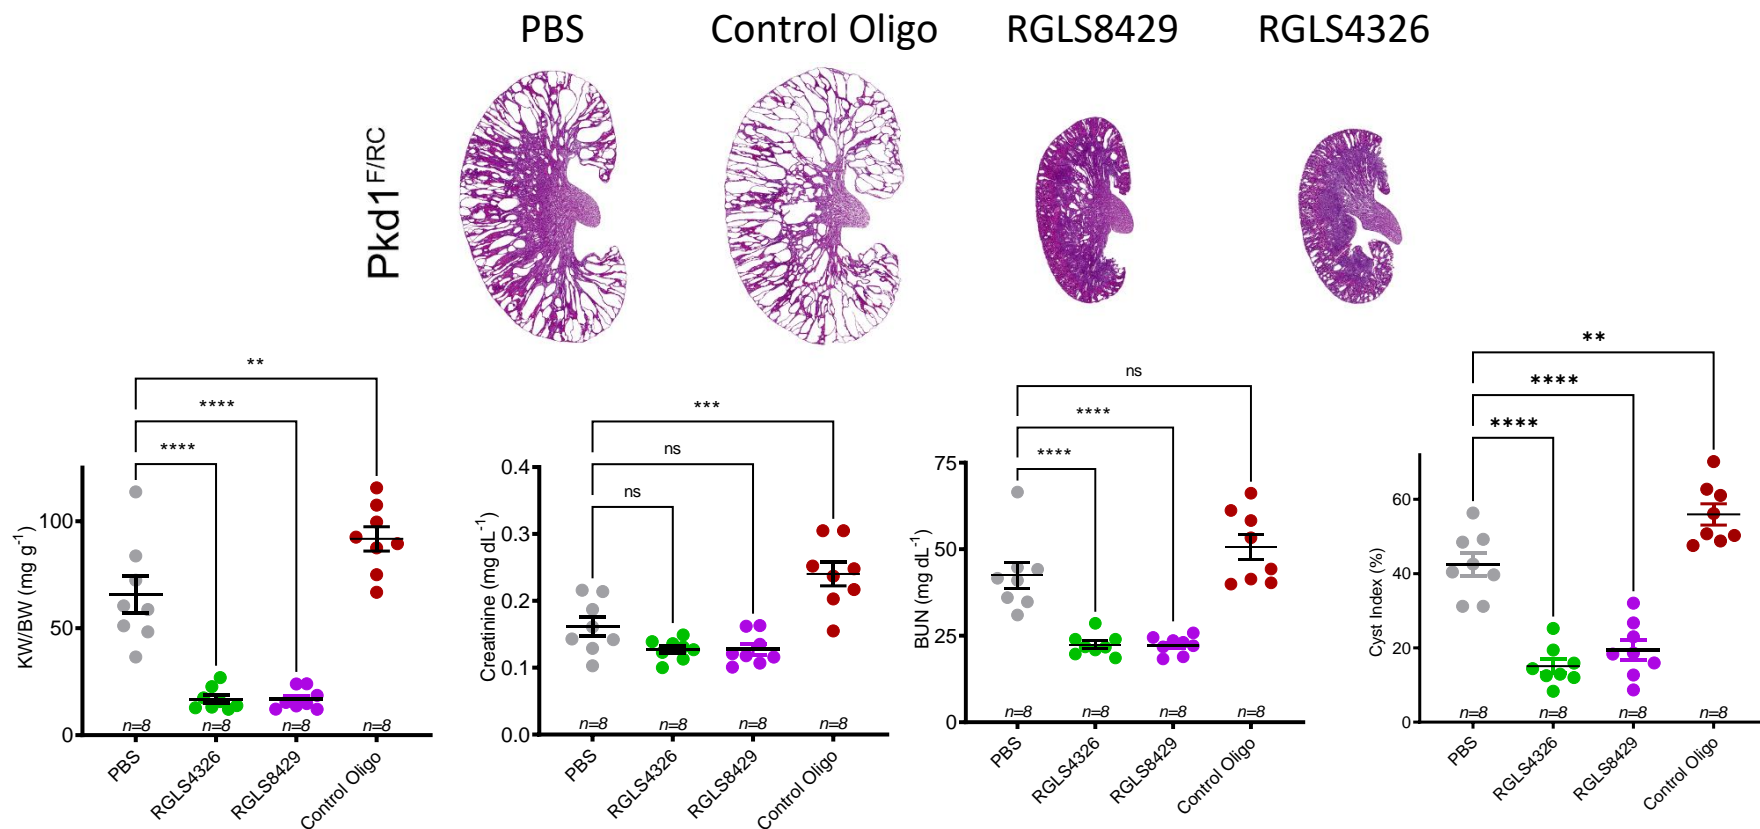 PBS Control Oligo RGLS8429 RGLS4326
Pkd1F/RC
**
****
****
KW/BW (mg g-1)
100
50
0
n=8 n=8 n=8 n=8
PBS RGLS4326 RGLS8429 Control Oligo
***
ns
ns
Creatinine (mg dL-1)
0.4
0.3
0.2
0.1
0.0
n=8 n=8 n=8 n=8
PBS RGLS4326 RGLS8429 Control Oligo
ns
****
****
BUN (mg dL-1)
75
50
25
0
n=8 n=8 n=8 n=8
PBS RGLS4326 RGLS8429 Control Oligo
**
****
****
Cyst Index (%)
60
40
20
0
n=8 n=8 n=8 n=8
PBS RGLS4326 RGLS8429 Control Oligo